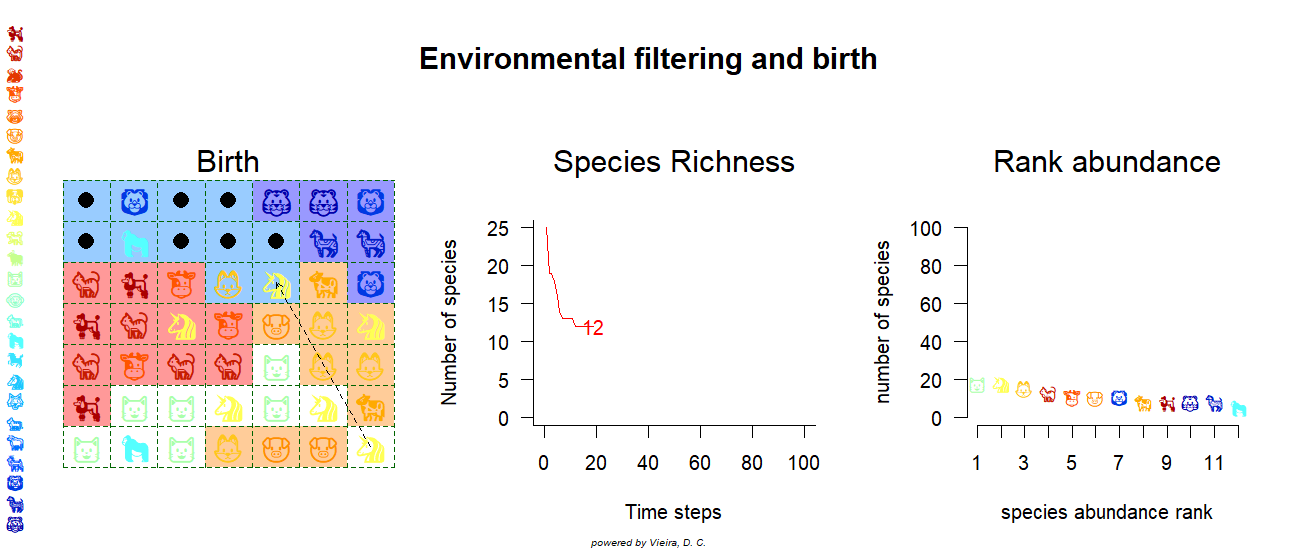 Environmental filtering and birth
Birth
Species Richness
Rank abundance
Number of species
25
20
15
10
5
0
12
0 20 40 60 80 100
Time steps
number of species
100
80
60
40
20
0
1 3 5 7 9 11
species abundance rank
powered by Vieira, D. C.